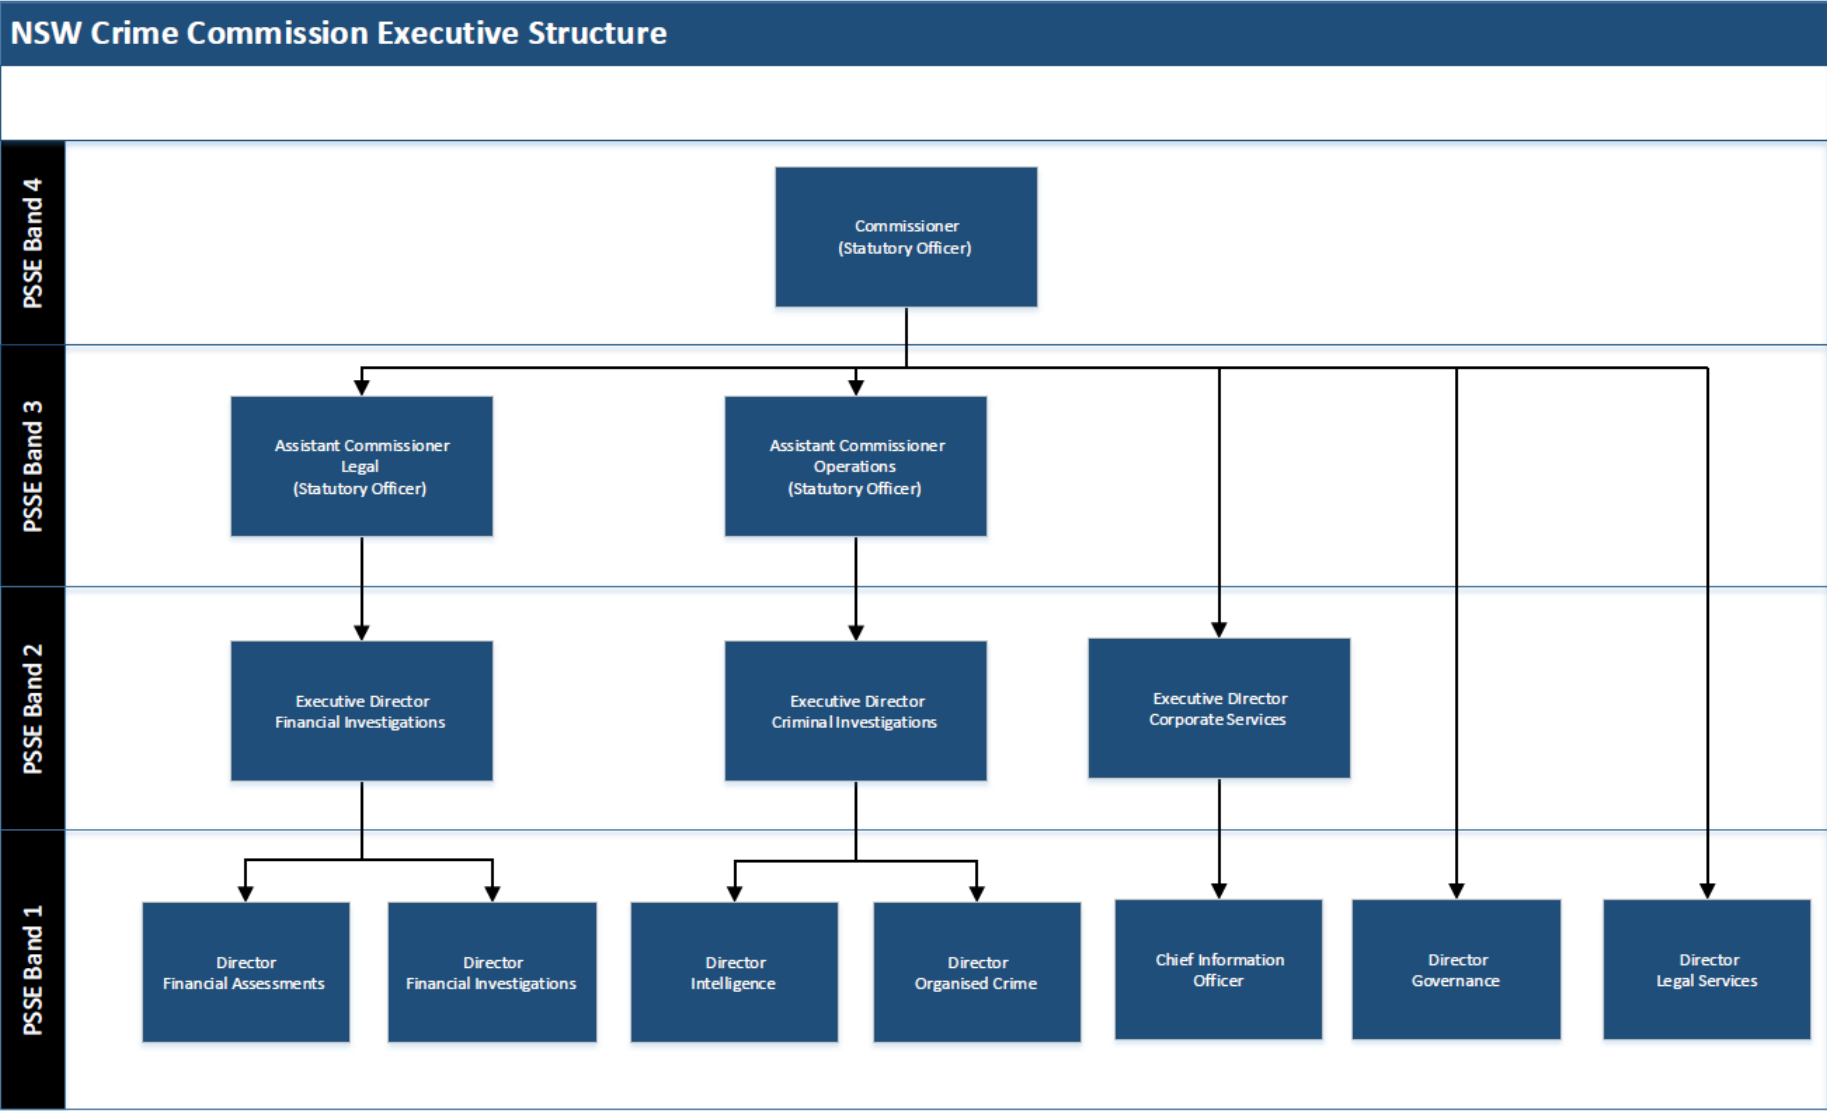 NSW Crime Commission Executive Structure
PSSE Band 4
Commissioner
(Statutory Officer)
PSSE Band 3
Assistant Commissioner
Legal
(Statutory Officer)
Assistant Commissioner
Operations
(Statutory Officer)
PSSE Band 2
Executive Director
Financial Investigations
Executive Director
Criminal Investigations
Executive DIrector
Corporate Services
PSSE Band 1
Director
Financial Assessments
Director
Financial Investigations
Director
Intelligence
Director
Organised Crime
Chief Information
Officer
Director
Governance
Director
Legal Services